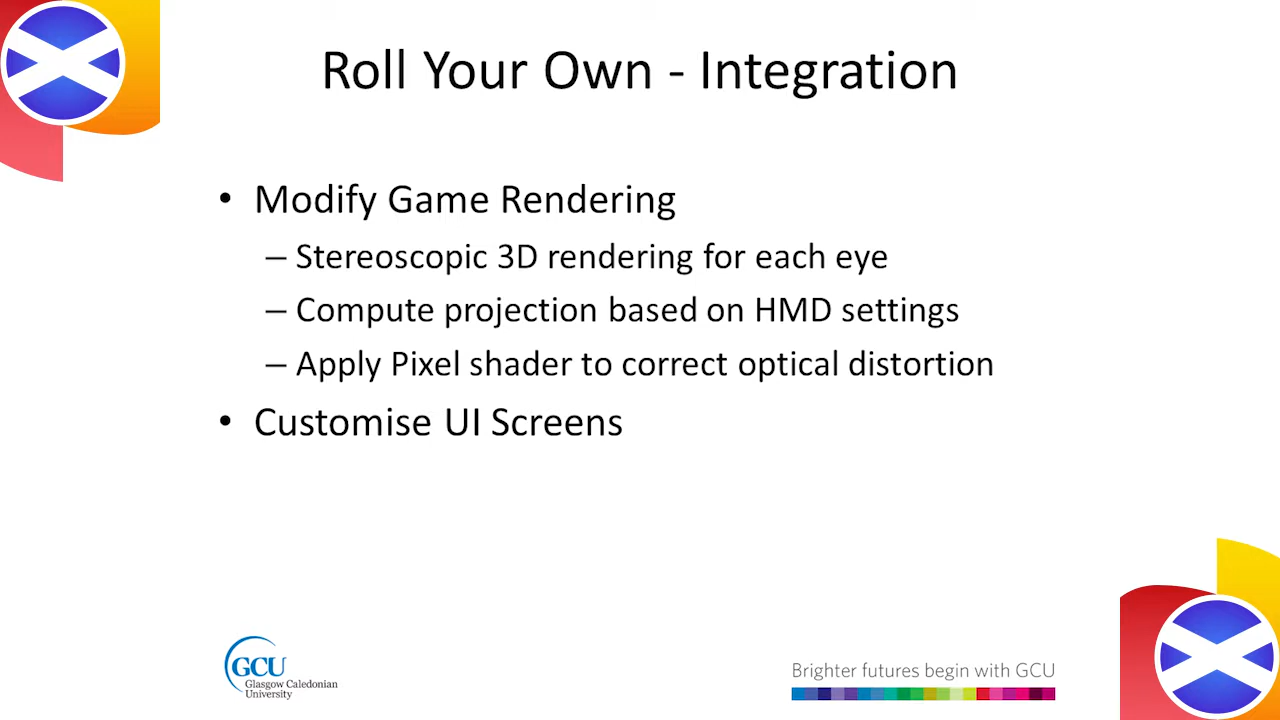 Roll Your Own - Integration
• Modify Game Rendering
– Stereoscopic 3D rendering for each eye
– Compute projection based on HMD settings
– Apply Pixel shader to correct optical distortion
• Customise UI Screens
GCU
Glasgow Caledonian
University
Brighter futures begin with GCU